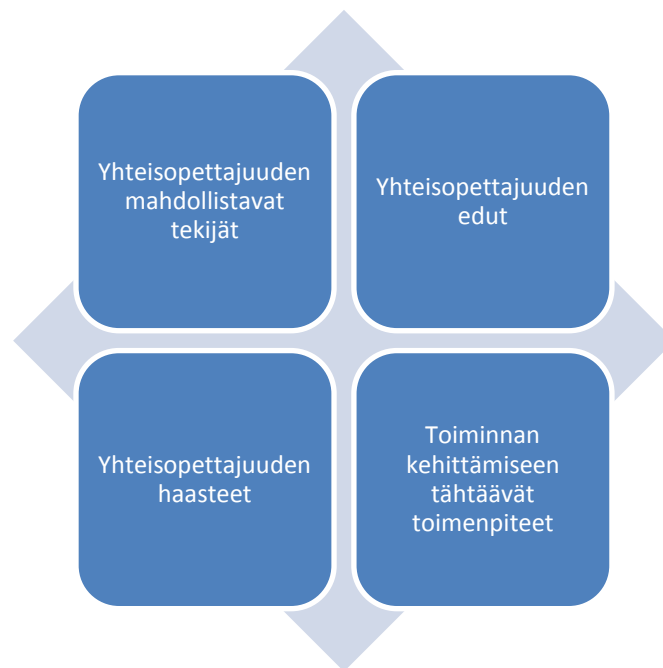 Yhteisopettajuuden
mahdollistavat
tekijät
Yhteisopettajuuden
edut
Yhteisopettajuuden
haasteet
Toiminnan
kehittämiseen
tähtäävät
toimenpiteet